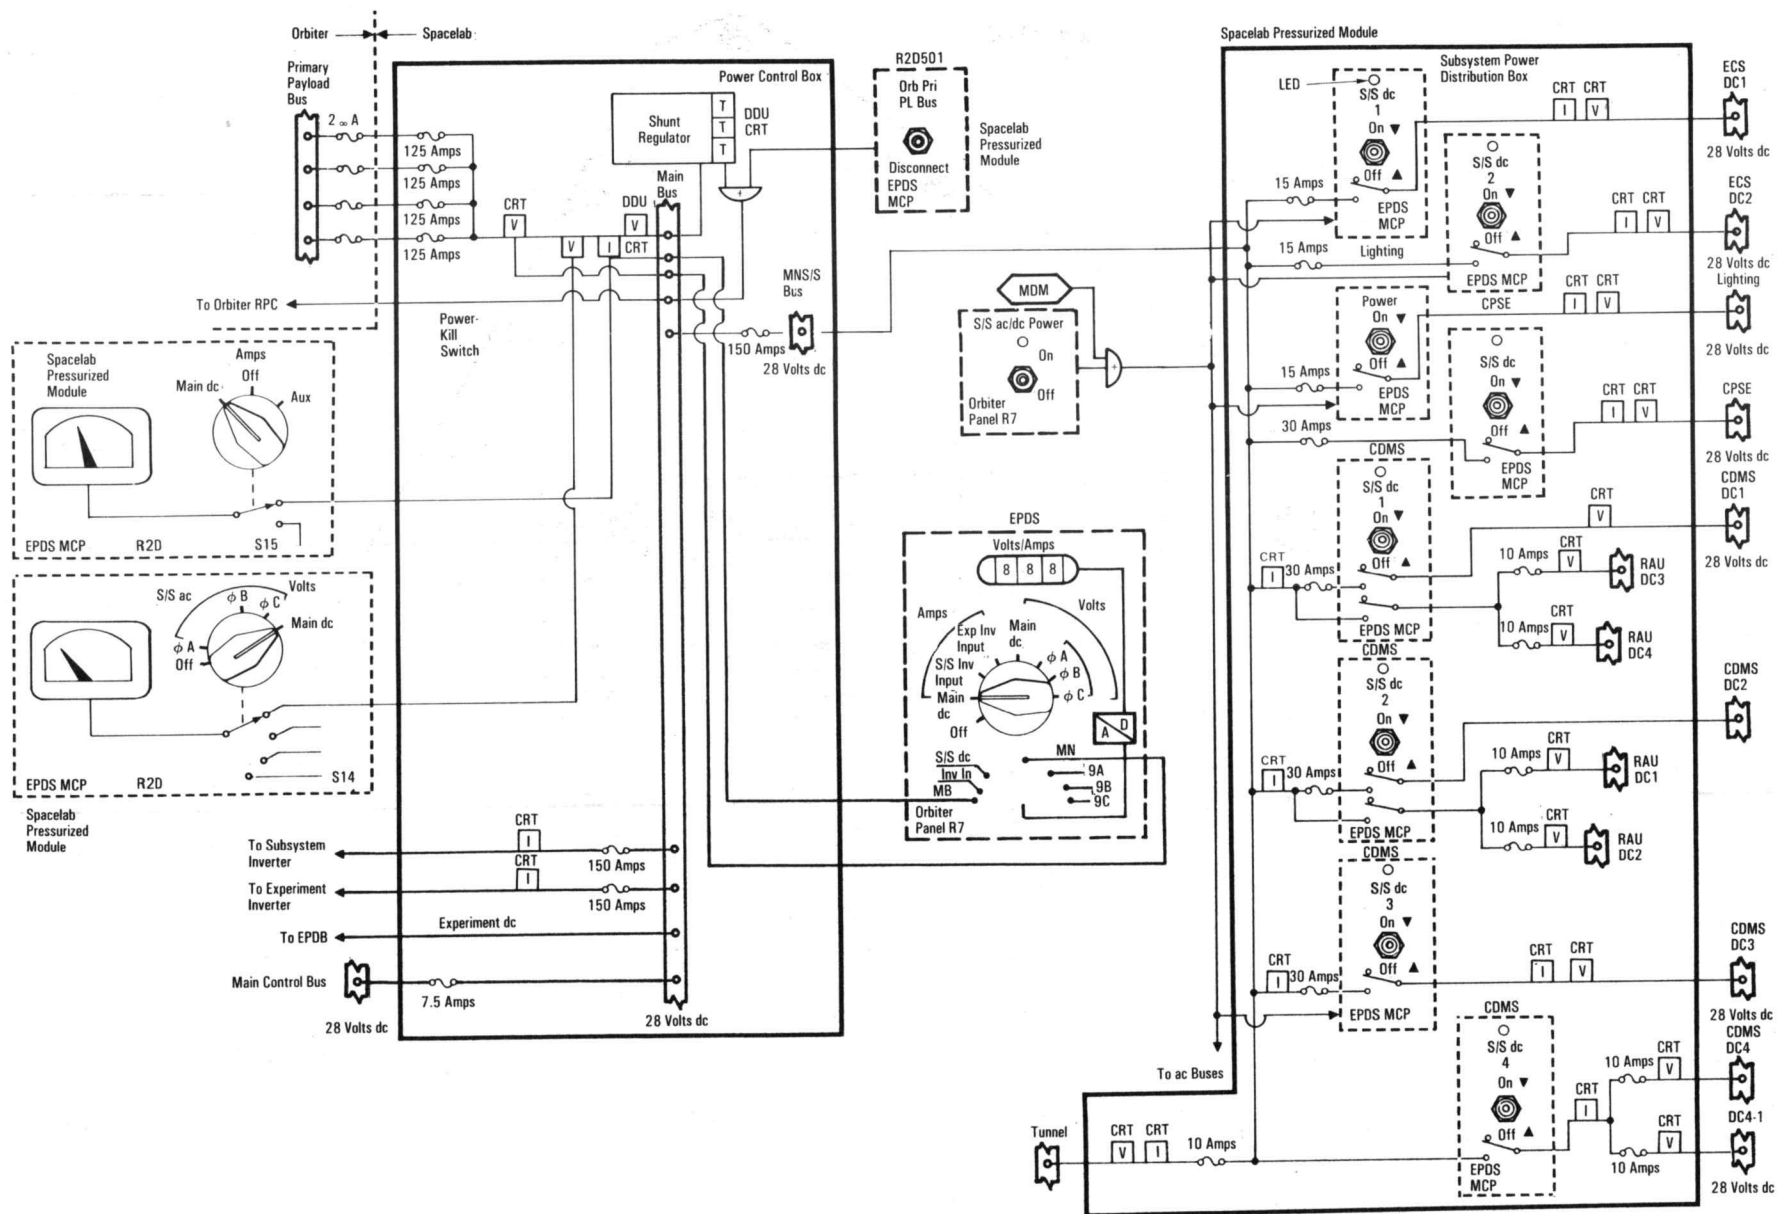 Orbiter
Spacelab
Primary
Payload
Bus
2 ∞ A
125 Amps
125 Amps
125 Amps
125 Amps
Power Control Box
Shunt
Regulator
T
T
T
DDU
CRT
Main
Bus
CRT
V
DDU
V
V
I
CRT
To Orbiter RPC
Power-
Kill
Switch
MNS/S
Bus
150 Amps
28 Volts dc
R2D501
Orb Pri
PL Bus
Disconnect
EPDS
MCP
Spacelab
Pressurized
Module
MDM
S/S ac/dc Power
On
Off
Orbiter
Panel R7
Spacelab
Pressurized
Module
Amps
Off
Main dc
Aux
EPDS MCP
R2D
S15
S/S ac
Volts
ϕ B
ϕ C
Main dc
ϕ A
Off
EPDS MCP
R2D
S14
Spacelab
Pressurized
Module
To Subsystem
Inverter
CRT
I
150 Amps
To Experiment
Inverter
CRT
I
150 Amps
To EPDB
Experiment dc
Main Control Bus
7.5 Amps
28 Volts dc
28 Volts dc
EPDS
Volts/Amps
8 8 8
Amps
Volts
Exp Inv
Input
Main
dc
S/S Inv
Input
ϕ A
ϕ B
ϕ C
Main
dc
Off
A D
S/S dc
Inv In
MB
MN
9A
9B
9C
Orbiter
Panel R7
Spacelab Pressurized Module
Subsystem Power
Distribution Box
LED
S/S dc
1
On
Off
EPDS
MCP
15 Amps
CRT CRT
I V
ECS
DC1
28 Volts dc
S/S dc
2
On
Off
EPDS MCP
15 Amps
Lighting
CRT CRT
I V
ECS
DC2
28 Volts dc
Lighting
Power
On
Off
EPDS
MCP
15 Amps
CPSE
CRT CRT
I V
28 Volts dc
S/S dc
On
Off
EPDS
MCP
30 Amps
CRT CRT
I V
CPSE
28 Volts dc
CDMS
S/S dc
1
On
Off
EPDS MCP
CRT
I
30 Amps
CRT
V
CDMS
DC1
28 Volts dc
10 Amps
CRT
V
RAU
DC3
10 Amps
CRT
V
RAU
DC4
CDMS
S/S dc
2
On
Off
EPDS MCP
CRT
I
30 Amps
CDMS
DC2
10 Amps
CRT
V
RAU
DC1
10 Amps
CRT
V
RAU
DC2
CDMS
S/S dc
3
On
Off
EPDS MCP
CRT
I
30 Amps
CRT CRT
I V
CDMS
DC3
28 Volts dc
CDMS
S/S dc
4
On
Off
EPDS
MCP
CRT
I
10 Amps
CRT
V
CDMS
DC4
10 Amps
CRT
V
DC4-1
28 Volts dc
To ac Buses
Tunnel
CRT CRT
V I
10 Amps